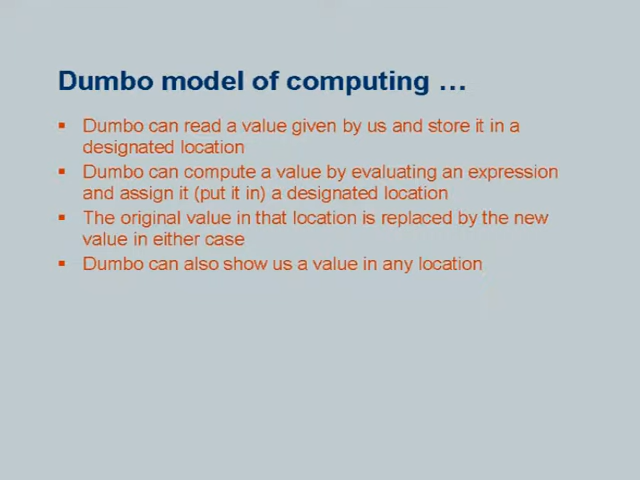 Dumbo model of computing …
▪ Dumbo can read a value given by us and store it in a
designated location
▪ Dumbo can compute a value by evaluating an expression
and assign it (put it in) a designated location
▪ The original value in that location is replaced by the new
value in either case
▪ Dumbo can also show us a value in any location